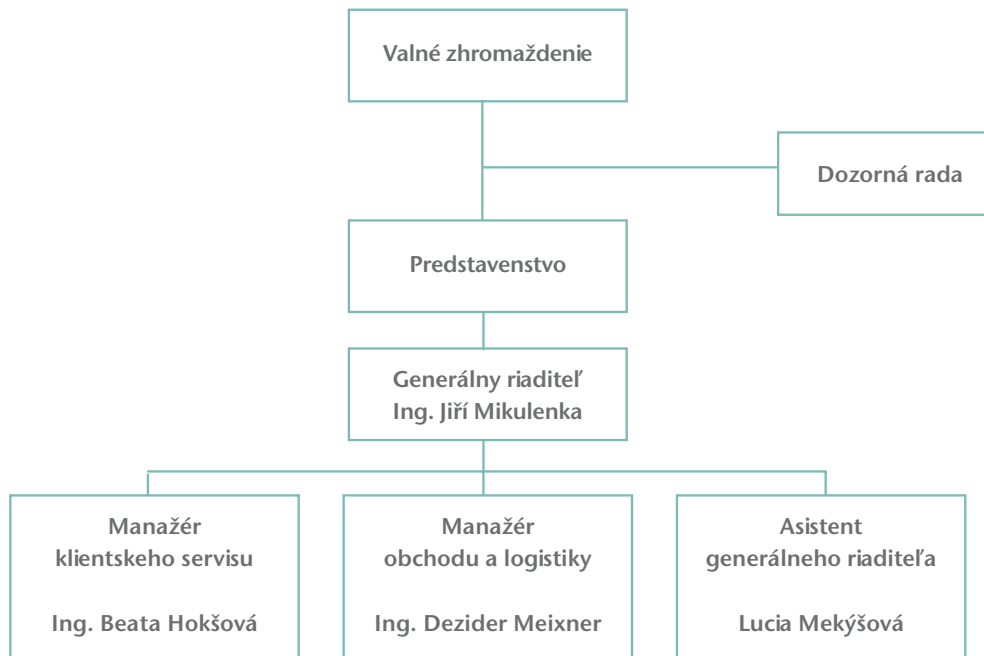 Valné zhromaždenie
Dozorná rada
Predstavenstvo
Generálny riaditeľ
Ing. Jiří Mikulenka
Manažér
klientskeho servisu
Ing. Beata Hokšová
Manažér
obchodu a logistiky
Ing. Dezider Meixner
Asistent
generálneho riaditeľa
Lucia Mekýšová